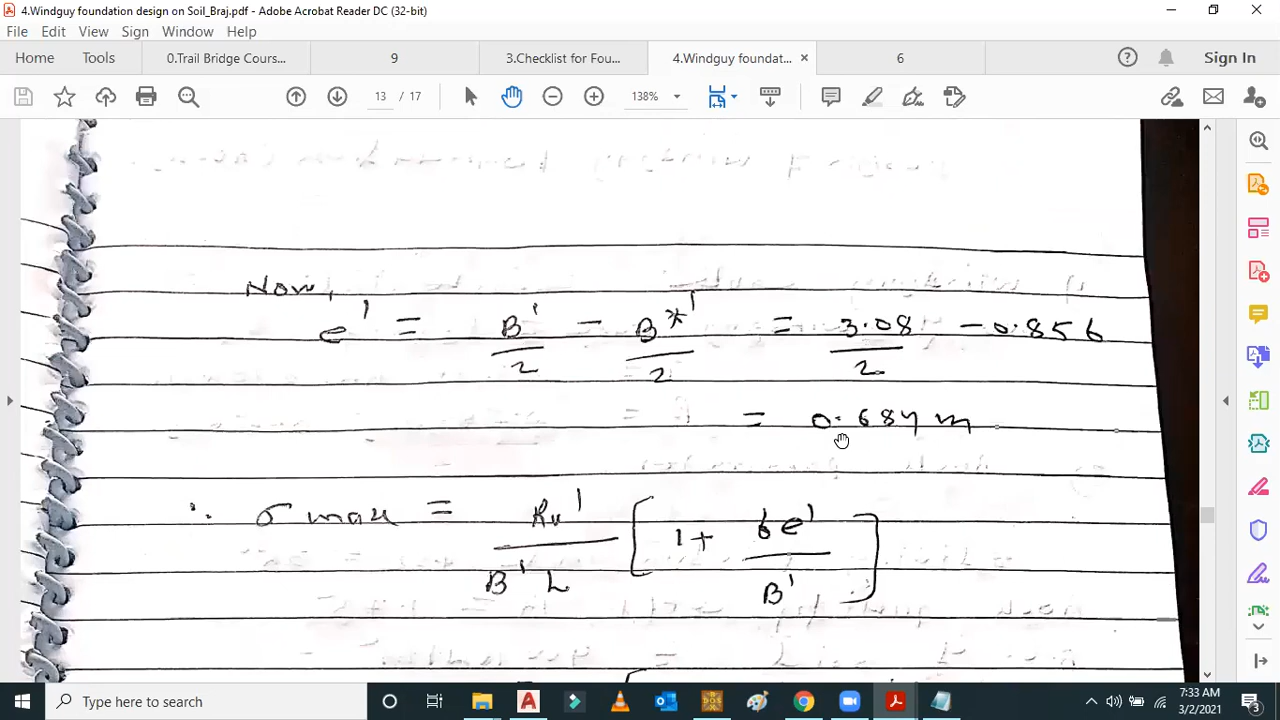 4.Windguy foundation design on Soil_Braj.pdf - Adobe Acrobat Reader DC (32-bit)
File Edit View Sign Window Help
Home Tools 0.Trail Bridge Cours... 9 3.Checklist for Fou... 4.Windguy foundat... 6 Sign In
13 / 17 138%
Now,
e' = B'/2 - B*'/2 = 3.08/2 - 0.856
= 0.684 m
∴ σ max = Rv'/B'L [1 + 6e'/B']
Type here to search
7:33 AM
3/2/2021
3